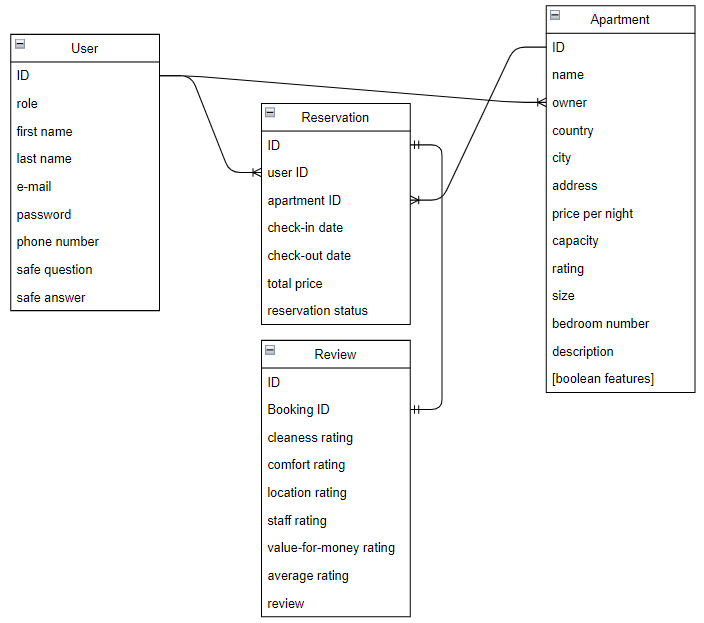 User
ID
role
first name
last name
e-mail
password
phone number
safe question
safe answer
Reservation
ID
user ID
apartment ID
check-in date
check-out date
total price
reservation status
Review
ID
Booking ID
cleaness rating
comfort rating
location rating
staff rating
value-for-money rating
average rating
review
Apartment
ID
name
owner
country
city
address
price per night
capacity
rating
size
bedroom number
description
[boolean features]